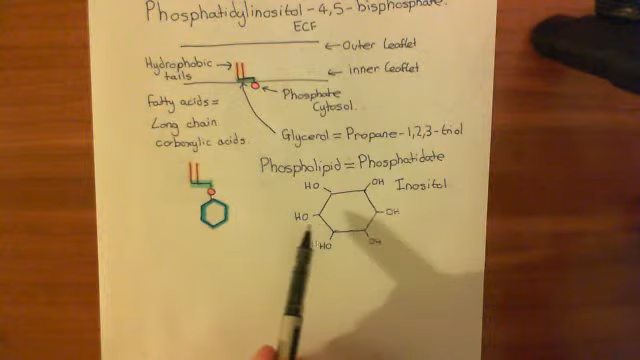 Phosphatidylinositol-4,5-bisphosphate.
ECF
← Outer Leaflet
Hydrophobic tails →
← inner Leaflet
← Phosphate
Cytosol.
Fatty acids =
Long chain
carboxylic acids.
Glycerol = Propane-1,2,3-triol
Phospholipid = Phosphatidate
HO
OH
Inositol
HO
OH
HO
OH